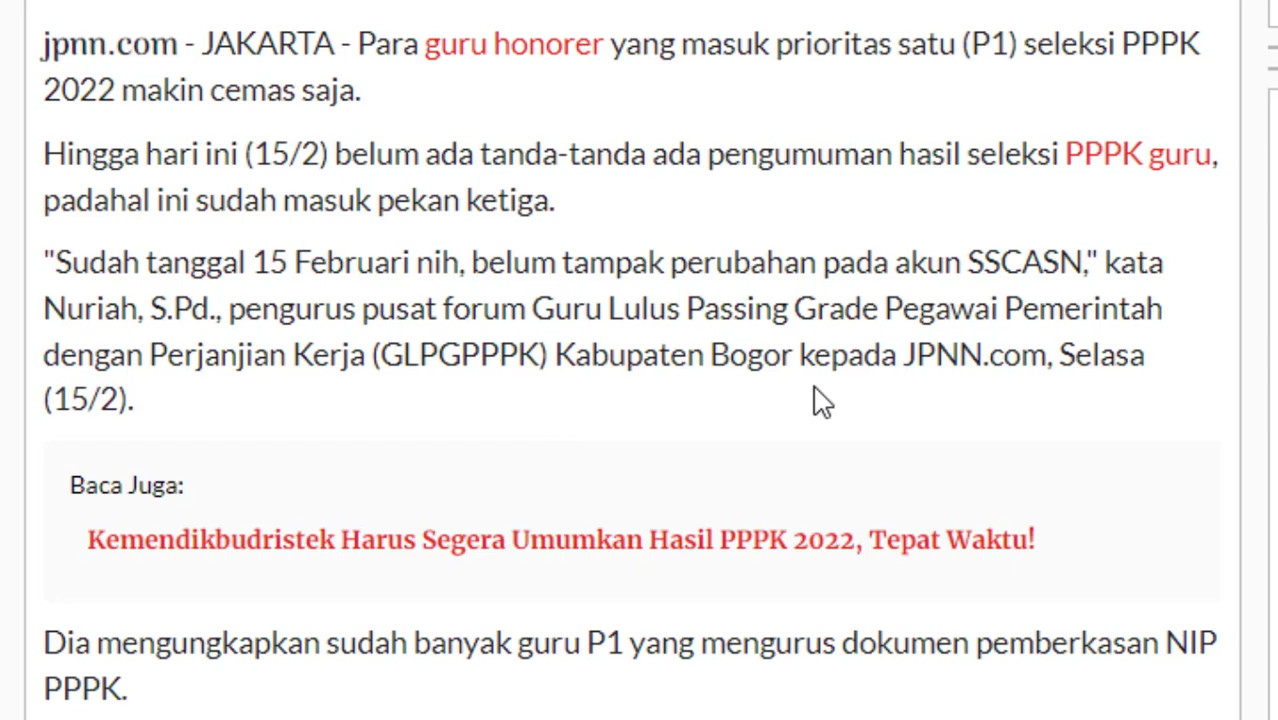 jpnn.com - JAKARTA - Para guru honorer yang masuk prioritas satu (P1) seleksi PPPK
2022 makin cemas saja.
Hingga hari ini (15/2) belum ada tanda-tanda ada pengumuman hasil seleksi PPPK guru,
padahal ini sudah masuk pekan ketiga.
"Sudah tanggal 15 Februari nih, belum tampak perubahan pada akun SSCASN," kata
Nuriah, S.Pd., pengurus pusat forum Guru Lulus Passing Grade Pegawai Pemerintah
dengan Perjanjian Kerja (GLPGPPPK) Kabupaten Bogor kepada JPNN.com, Selasa
(15/2).
Baca Juga:
Kemendikbudristek Harus Segera Umumkan Hasil PPPK 2022, Tepat Waktu!
Dia mengungkapkan sudah banyak guru P1 yang mengurus dokumen pemberkasan NIP
PPPK.